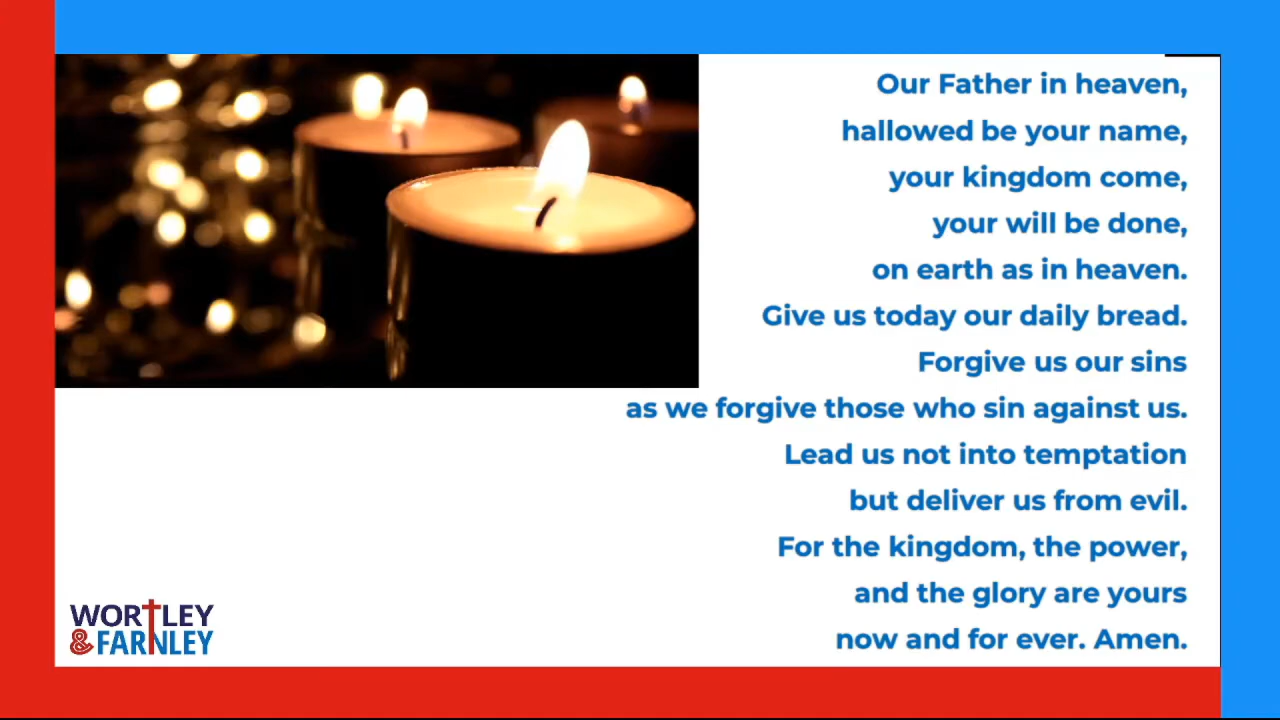 Our Father in heaven,
hallowed be your name,
your kingdom come,
your will be done,
on earth as in heaven.
Give us today our daily bread.
Forgive us our sins
as we forgive those who sin against us.
Lead us not into temptation
but deliver us from evil.
For the kingdom, the power,
and the glory are yours
now and for ever. Amen.
WORTLEY
&FARNLEY